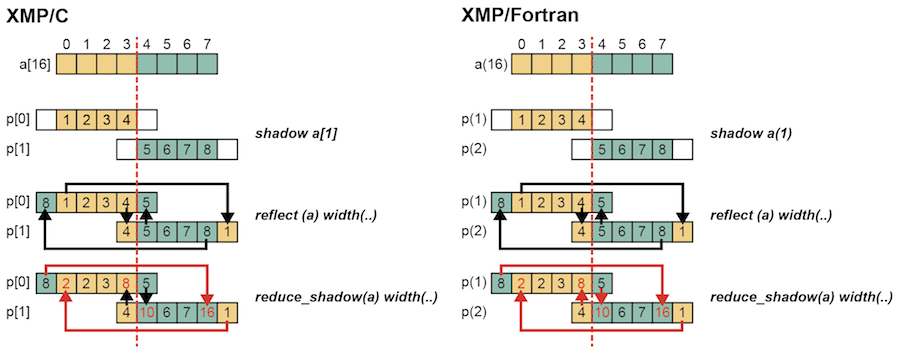 XMP/C
0 1 2 3 4 5 6 7
a[16]
p[0] 1 2 3 4
shadow a[1]
p[1] 5 6 7 8
p[0] 8 1 2 3 4 5
reflect (a) width(..)
p[1] 4 5 6 7 8 1
p[0] 8 2 2 3 8 5
reduce_shadow(a) width(..)
p[1] 4 10 6 7 16 1
XMP/Fortran
0 1 2 3 4 5 6 7
a(16)
p(1) 1 2 3 4
shadow a(1)
p(2) 5 6 7 8
p(1) 8 1 2 3 4 5
reflect (a) width(..)
p(2) 4 5 6 7 8 1
p(1) 8 2 2 3 8 5
reduce_shadow(a) width(..)
p(2) 4 10 6 7 16 1